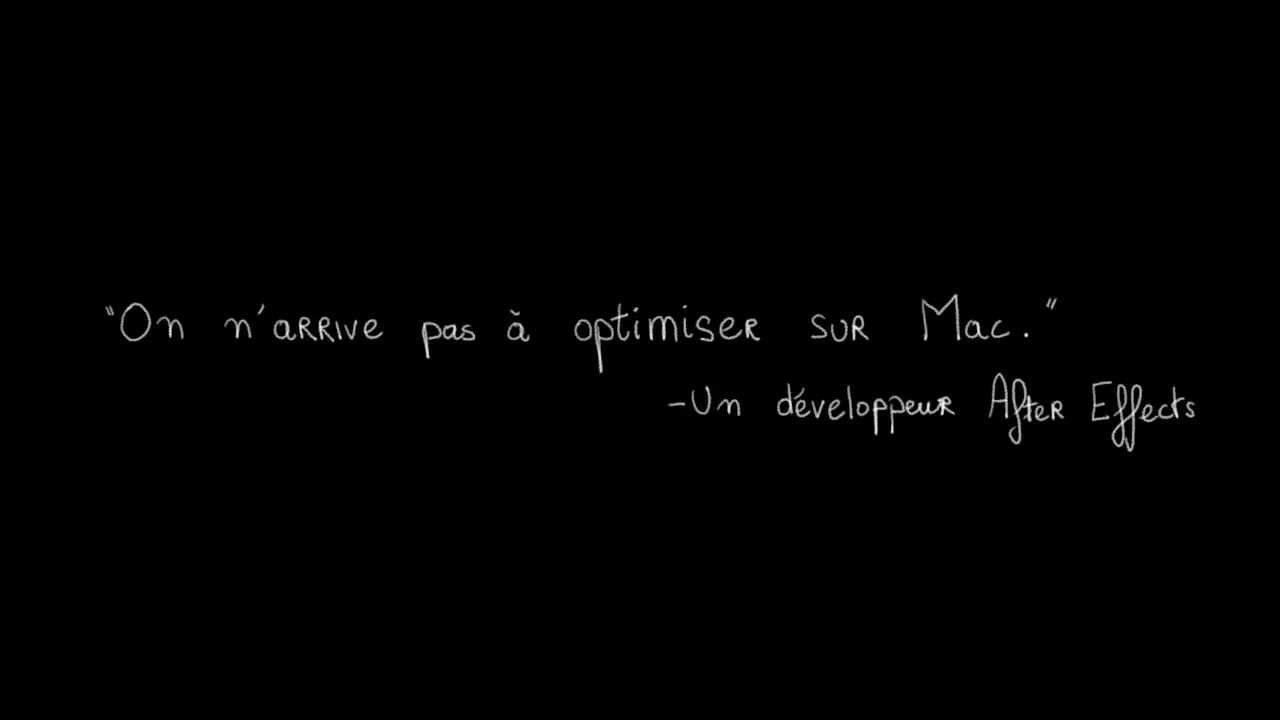 "On n'arrive pas à optimiser sur Mac."
-Un développeur After Effects